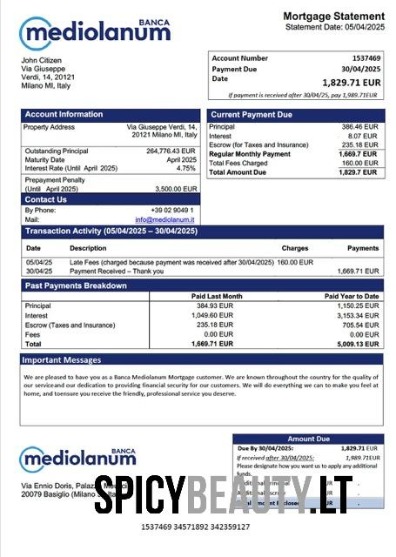 BANCA
mediolanum
Mortgage Statement
Statement Date: 05/04/2025
John Citizen
Via Giuseppe
Verdi, 14, 20121
Milano MI, Italy
Account Number 1537469
Payment Due 30/04/2025
Date 1,829.71 EUR
If payment is received after 30/04/25, pay 1,989.71EUR
Account Information
Property Address Via Giuseppe Verdi, 14,
20121 Milano MI, Italy
Outstanding Principal 264,776.43 EUR
Maturity Date April 2025
Interest Rate (Until April 2025) 4.75%
Prepayment Penalty
(Until April 2025) 3,500.00 EUR
Contact Us
By Phone: +39 02 9049 1
Mail: info@mediolanum.it
Current Payment Due
Principal 386.46 EUR
Interest 8.07 EUR
Escrow (for Taxes and Insurance) 235.18 EUR
Regular Monthly Payment 1,669.7 EUR
Total Fees Charged 160.00 EUR
Total Amount Due 1,829.7 EUR
Transaction Activity (05/04/2025 – 30/04/2025)
Date Description Charges Payments
05/04/25 Late Fees (charged because payment was received after 30/04/2025) 160.00 EUR
30/04/25 Payment Received – Thank you 1,669.71 EUR
Past Payments Breakdown
Paid Last Month Paid Year to Date
Principal 384.93 EUR 1,150.25 EUR
Interest 1,049.60 EUR 3,153.34 EUR
Escrow (Taxes and Insurance) 235.18 EUR 705.54 EUR
Fees 0.00 EUR 0.00 EUR
Total 1,669.71 EUR 5,009.13 EUR
Important Messages
We are pleased to have you as a Banca Mediolanum Mortgage customer. We are known throughout the country for the quality of
our service and our dedication to providing financial security for our customers. We will do everything we can to make you feel at
home, and to ensure you receive the friendly, professional service you deserve.
BANCA
mediolanum
Via Ennio Doris, Palazzo
20079 Basiglio (Milano
Amount Due
Due By 30/04/2025: 1,829.71 EUR
If received after 30/04/2025: 1,989.71EUR
Please designate how you want us to apply any additional
funds.
SPICYBEAUTY.LT
1537469 34571892 342359127